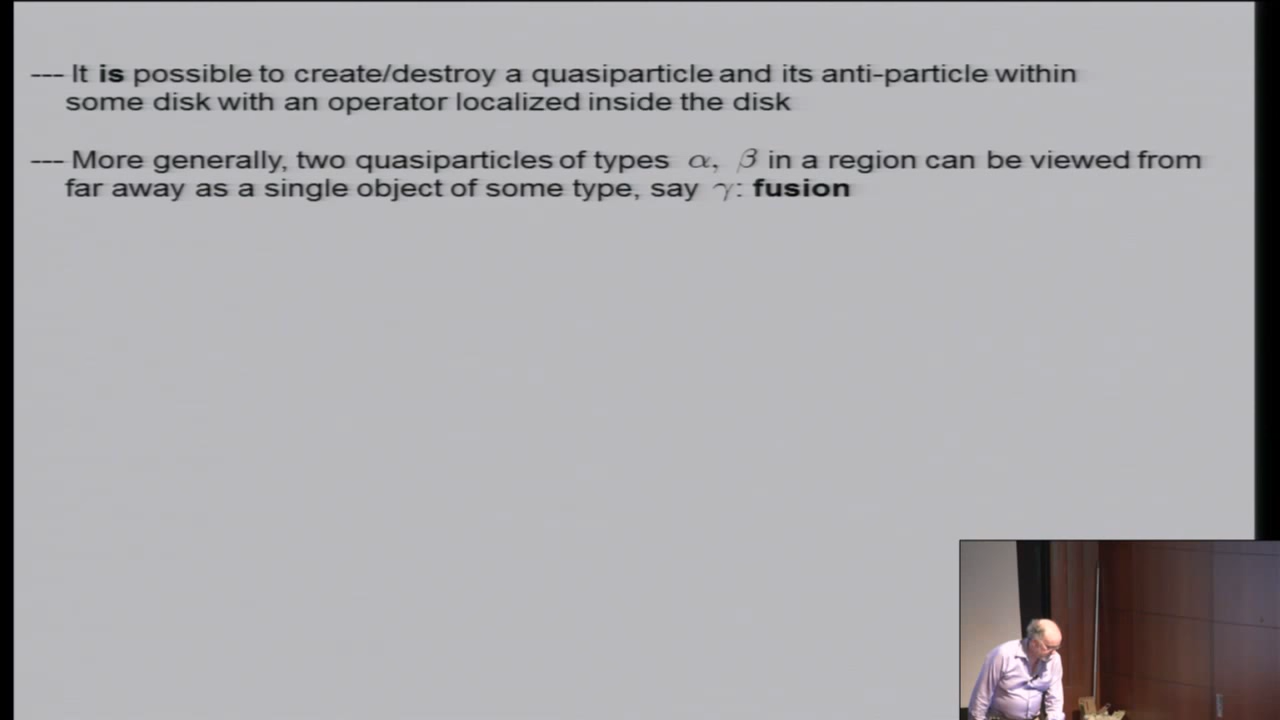 --- It is possible to create/destroy a quasiparticle and its anti-particle within
some disk with an operator localized inside the disk
--- More generally, two quasiparticles of types α, β in a region can be viewed from
far away as a single object of some type, say γ: fusion